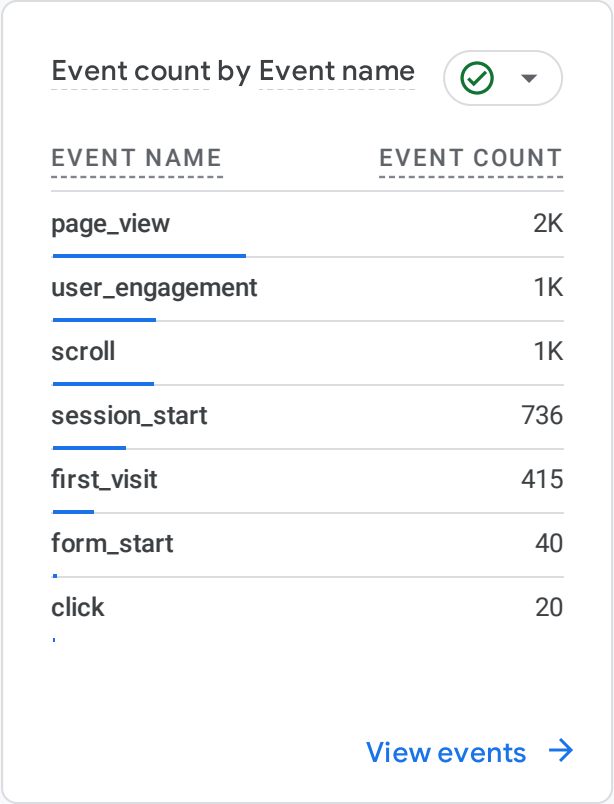 Event count by Event name
EVENT NAME EVENT COUNT
page_view 2K
user_engagement 1K
scroll 1K
session_start 736
first_visit 415
form_start 40
click 20
View events